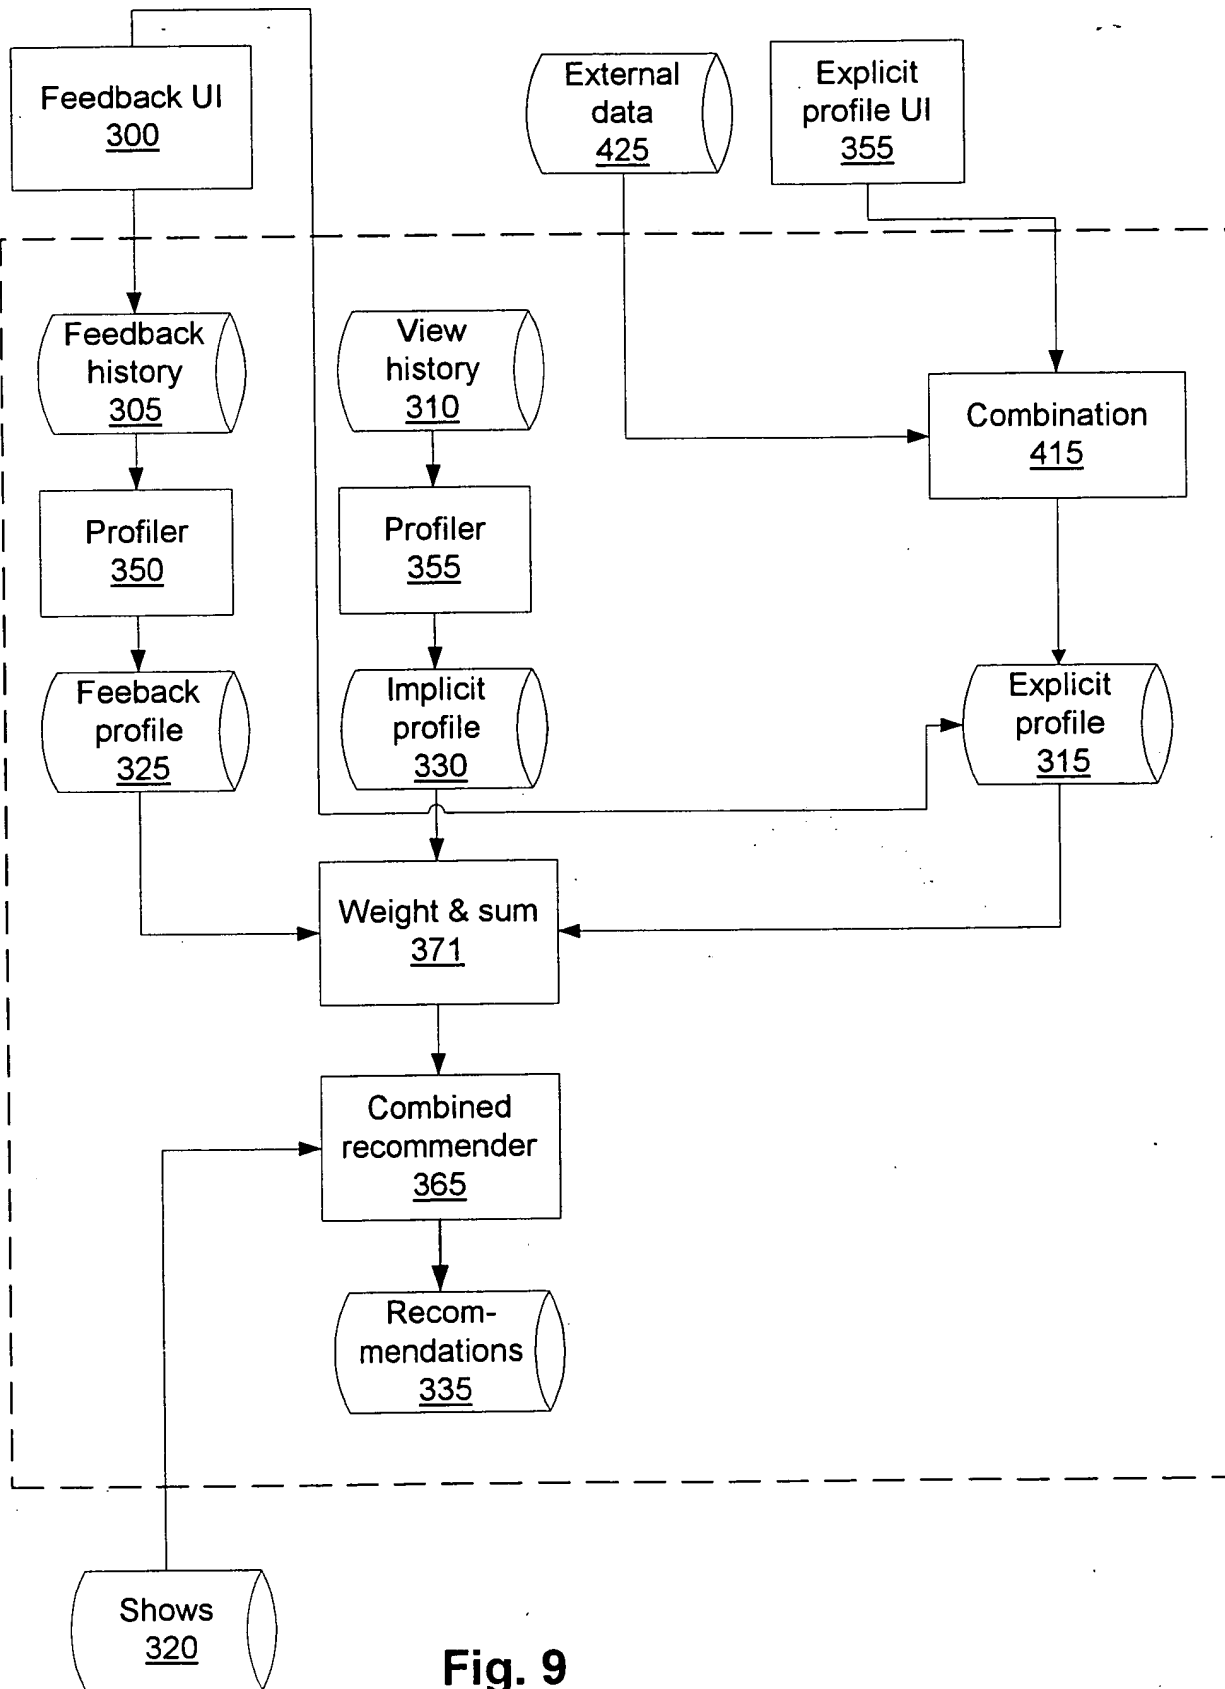 Feedback UI
300
External
data
425
Explicit
profile UI
355
Feedback
history
305
View
history
310
Combination
415
Profiler
350
Profiler
355
Feeback
profile
325
Implicit
profile
330
Explicit
profile
315
Weight & sum
371
Combined
recommender
365
Recom-
mendations
335
Shows
320
Fig. 9